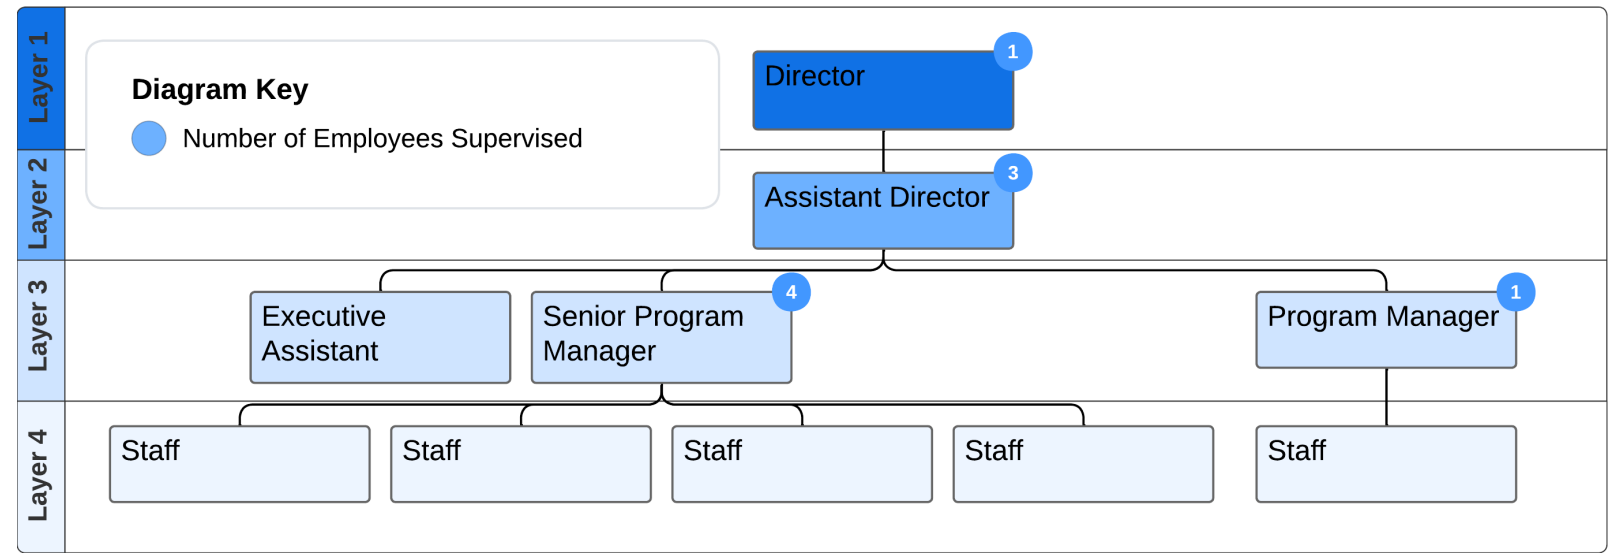 Layer 1
Diagram Key
Number of Employees Supervised
Director
1
Layer 2
Assistant Director
3
Layer 3
Executive
Assistant
Senior Program
Manager
4
Program Manager
1
Layer 4
Staff
Staff
Staff
Staff
Staff